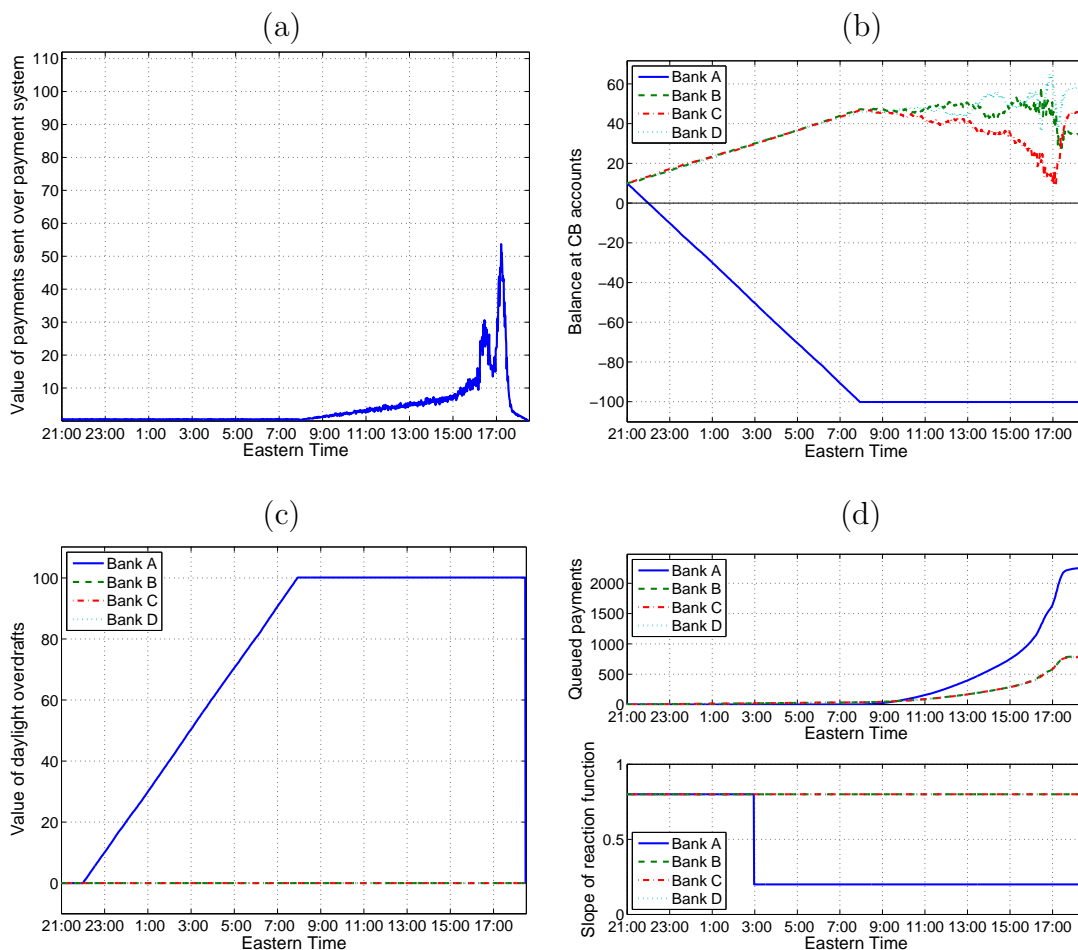 (a)
Value of payments sent over payment system
110
100
90
80
70
60
50
40
30
20
10
21:00 23:00 1:00 3:00 5:00 7:00 9:00 11:00 13:00 15:00 17:00
Eastern Time
(b)
Balance at CB accounts
Bank A
Bank B
Bank C
Bank D
60
40
20
0
−20
−40
−60
−80
−100
21:00 23:00 1:00 3:00 5:00 7:00 9:00 11:00 13:00 15:00 17:00
Eastern Time
(c)
Value of daylight overdrafts
Bank A
Bank B
Bank C
Bank D
100
80
60
40
20
0
21:00 23:00 1:00 3:00 5:00 7:00 9:00 11:00 13:00 15:00 17:00
Eastern Time
(d)
Queued payments
Bank A
Bank B
Bank C
Bank D
2000
1500
1000
500
0
21:00 23:00 1:00 3:00 5:00 7:00 9:00 11:00 13:00 15:00 17:00
Eastern Time
Slope of reaction function
1
0.5
0
Bank A
Bank B
Bank C
Bank D
21:00 23:00 1:00 3:00 5:00 7:00 9:00 11:00 13:00 15:00 17:00
Eastern Time